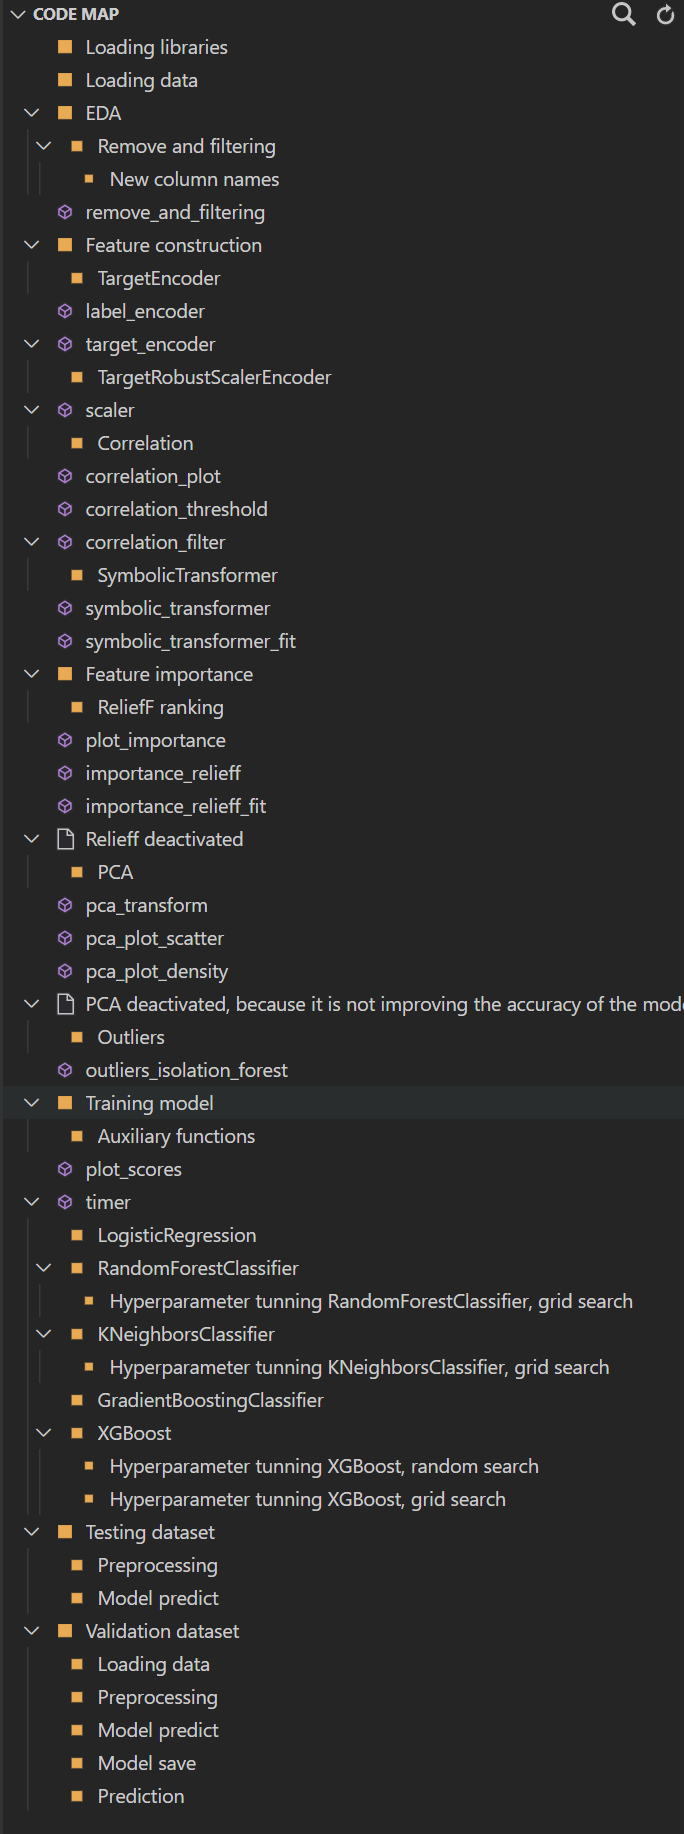 CODE MAP
Loading libraries
Loading data
EDA
Remove and filtering
New column names
remove_and_filtering
Feature construction
TargetEncoder
label_encoder
target_encoder
TargetRobustScalerEncoder
scaler
Correlation
correlation_plot
correlation_threshold
correlation_filter
SymbolicTransformer
symbolic_transformer
symbolic_transformer_fit
Feature importance
ReliefF ranking
plot_importance
importance_relieff
importance_relieff_fit
Relieff deactivated
PCA
pca_transform
pca_plot_scatter
pca_plot_density
PCA deactivated, because it is not improving the accuracy of the mode
Outliers
outliers_isolation_forest
Training model
Auxiliary functions
plot_scores
timer
LogisticRegression
RandomForestClassifier
Hyperparameter tunning RandomForestClassifier, grid search
KNeighborsClassifier
Hyperparameter tunning KNeighborsClassifier, grid search
GradientBoostingClassifier
XGBoost
Hyperparameter tunning XGBoost, random search
Hyperparameter tunning XGBoost, grid search
Testing dataset
Preprocessing
Model predict
Validation dataset
Loading data
Preprocessing
Model predict
Model save
Prediction